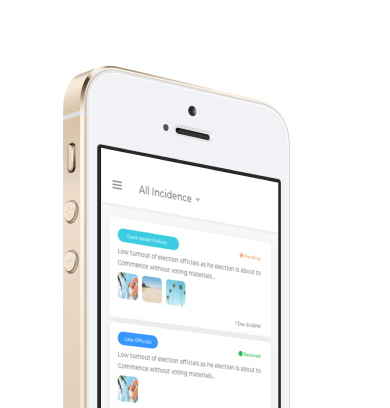 All Incidence
Card reader Failure
Pending
Low turnout of election officials as he election is about to
Commence without voting materials..
1 Dec 8:46PM
Late Officials
Resolved
Low turnout of election officials as he election is about to
Commence without voting materials..